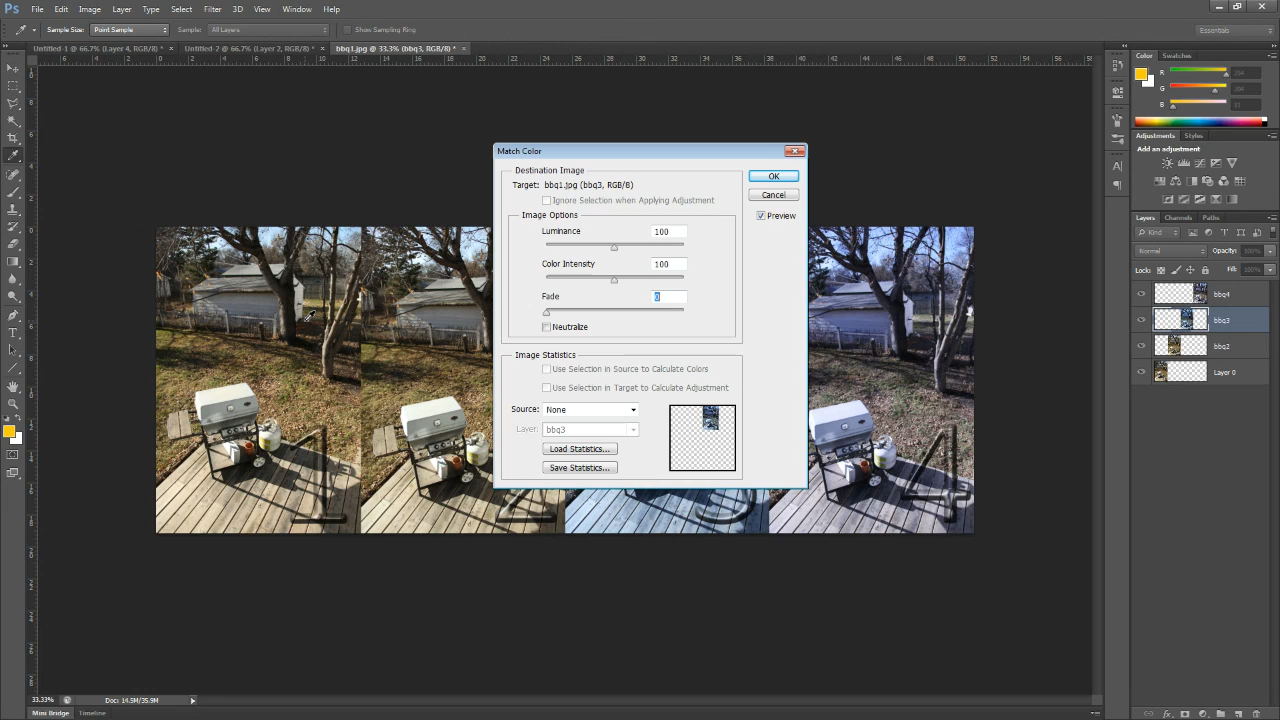 Ps File Edit Image Layer Type Select Filter 3D View Window Help
Sample Size: Point Sample Sample: All Layers Show Sampling Ring Essentials
Untitled-1 @ 66.7% (Layer 4, RGB/8) * × Untitled-2 @ 66.7% (Layer 2, RGB/8) * × bbq1.jpg @ 33.3% (bbq3, RGB/8) * ×
Color Swatches
R 254
G 204
B
Adjustments Styles
Add an adjustment
Layers Channels Paths
Kind
Normal Opacity: 100%
Lock: Fill: 100%
bbq4
bbq3
bbq2
Layer 0
Match Color
Destination Image
Target: bbq1.jpg (bbq3, RGB/8)
OK
Ignore Selection when Applying Adjustment
Cancel
Image Options
Preview
Luminance 100
Color Intensity 100
Fade 0
Neutralize
Image Statistics
Use Selection in Source to Calculate Colors
Use Selection in Target to Calculate Adjustment
Source: None
Layer: bbq3
Load Statistics...
Save Statistics...
33.33% Doc: 14.5M/35.9M
Mini Bridge Timeline